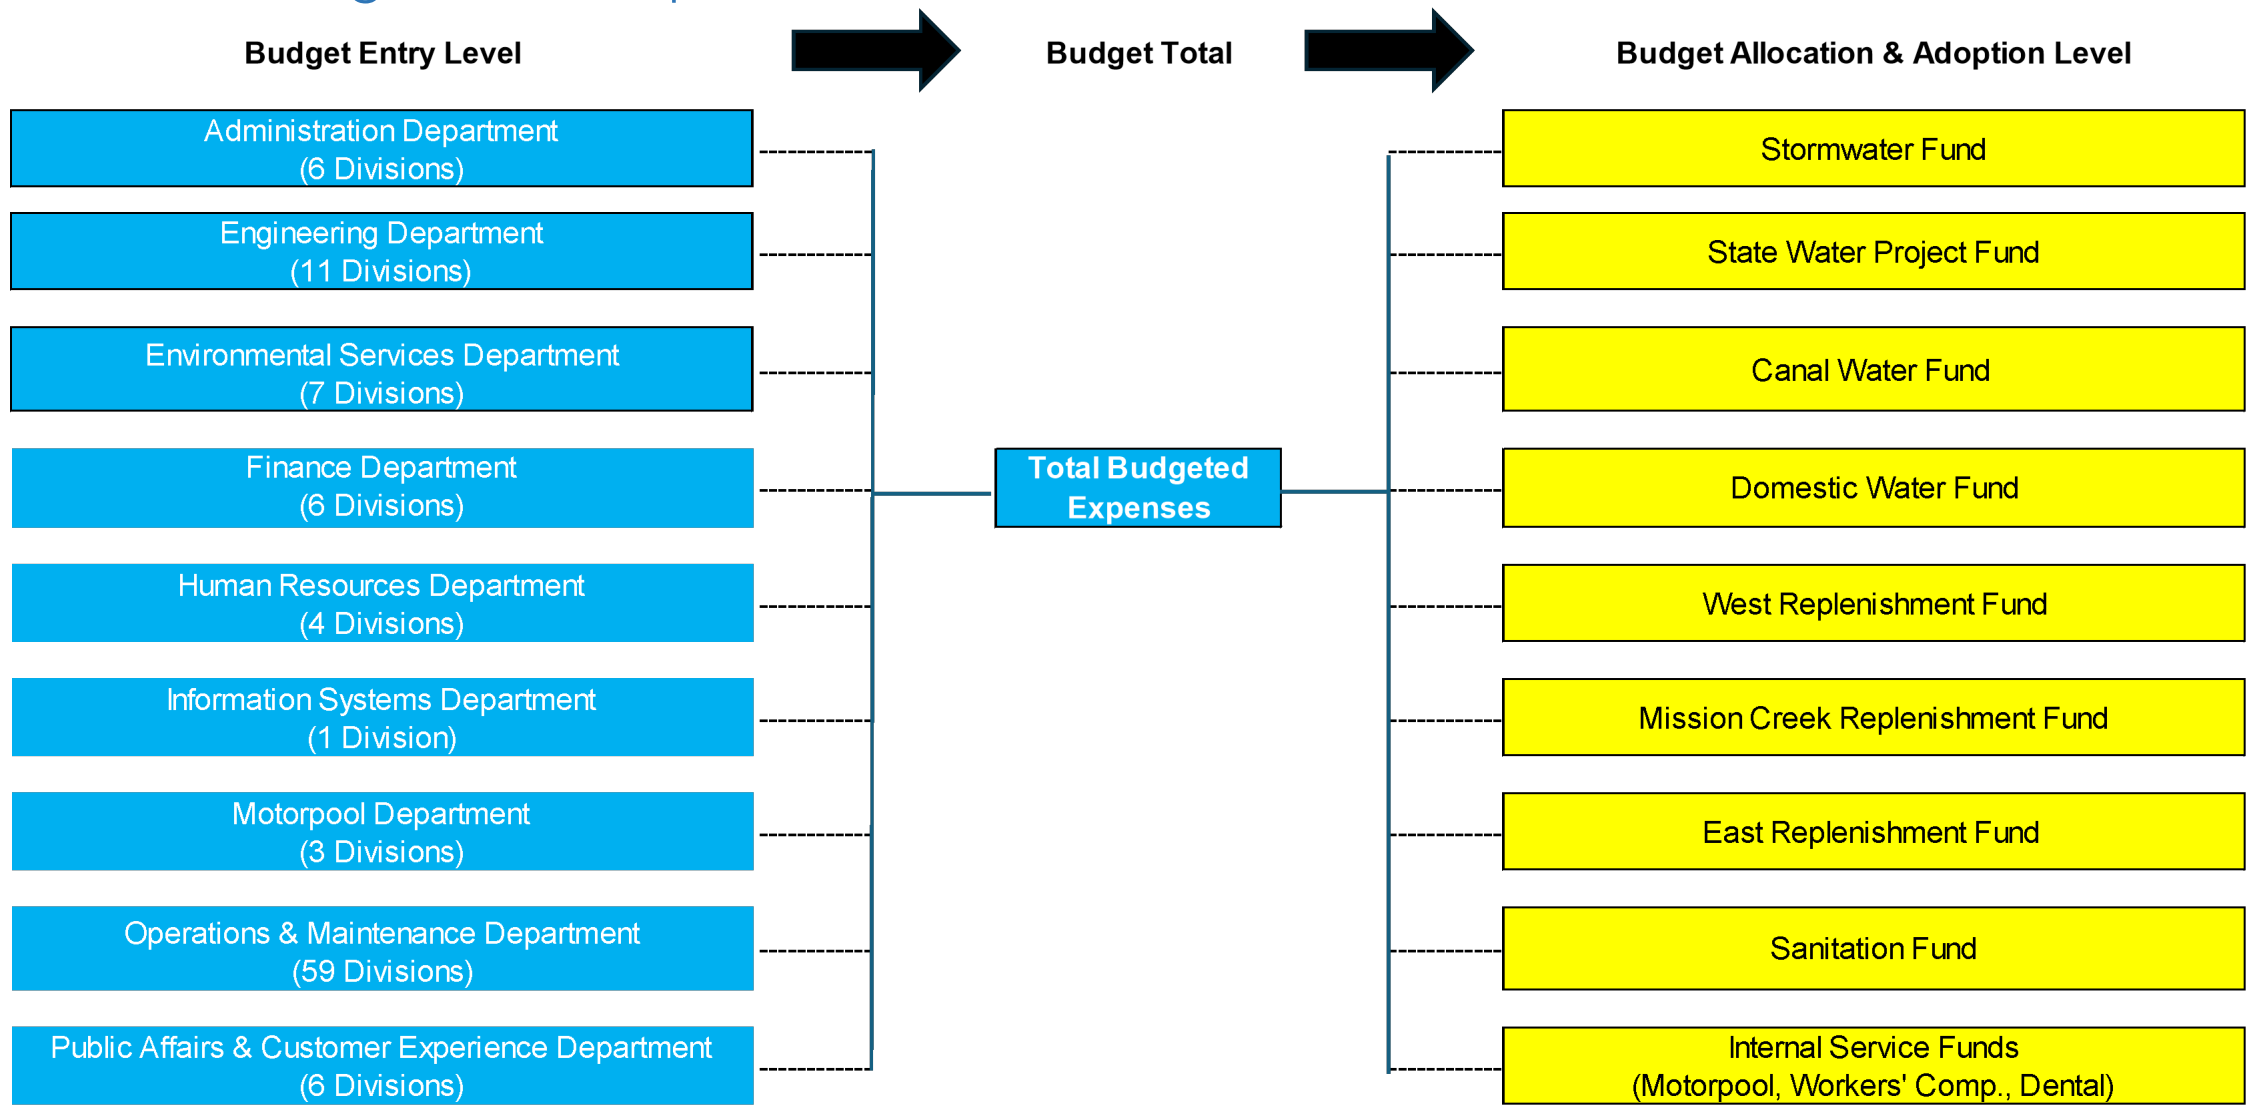 Budget Entry Level
Budget Total
Budget Allocation & Adoption Level
Administration Department
(6 Divisions)
Engineering Department
(11 Divisions)
Environmental Services Department
(7 Divisions)
Finance Department
(6 Divisions)
Human Resources Department
(4 Divisions)
Information Systems Department
(1 Division)
Motorpool Department
(3 Divisions)
Operations & Maintenance Department
(59 Divisions)
Public Affairs & Customer Experience Department
(6 Divisions)
Total Budgeted
Expenses
Stormwater Fund
State Water Project Fund
Canal Water Fund
Domestic Water Fund
West Replenishment Fund
Mission Creek Replenishment Fund
East Replenishment Fund
Sanitation Fund
Internal Service Funds
(Motorpool, Workers' Comp., Dental)